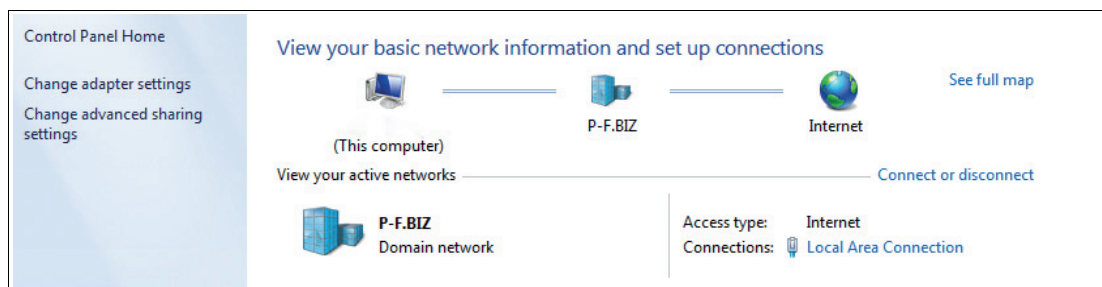 Control Panel Home
Change adapter settings
Change advanced sharing
settings
View your basic network information and set up connections
See full map
P-F.BIZ
Internet
(This computer)
View your active networks
Connect or disconnect
P-F.BIZ
Domain network
Access type: Internet
Connections: Local Area Connection